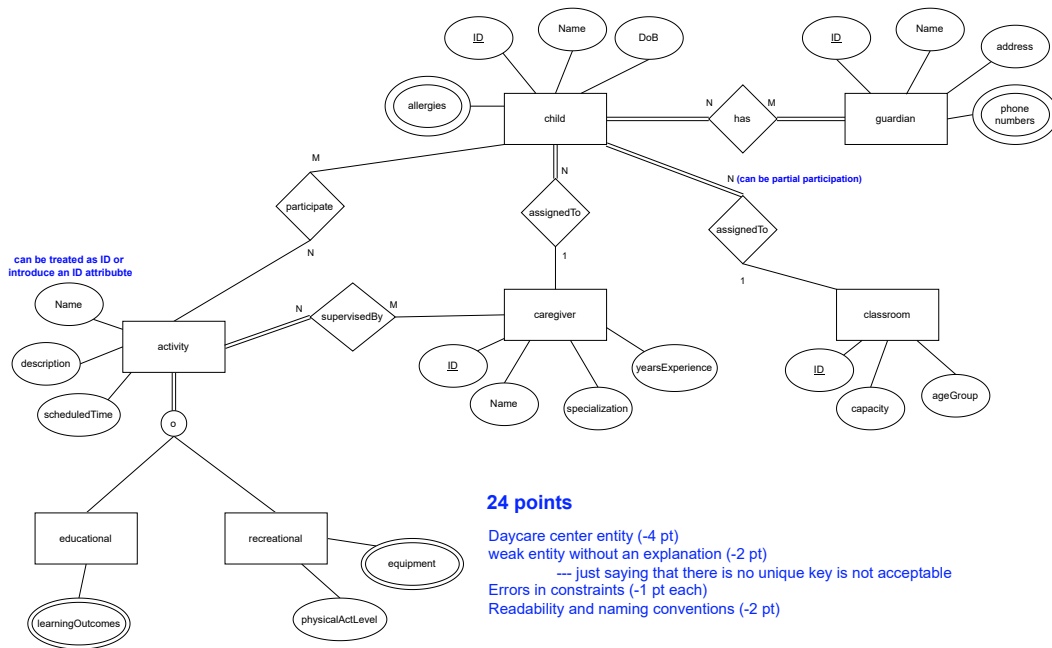 ID
Name
DoB
allergies
child
N
M
has
ID
Name
address
phone
numbers
guardian
M
participate
N
N
assignedTo
1
N (can be partial participation)
assignedTo
1
can be treated as ID or
introduce an ID attribubte
Name
description
scheduledTime
activity
N
M
supervisedBy
caregiver
ID
Name
specialization
yearsExperience
classroom
ID
capacity
ageGroup
o
educational
recreational
learningOutcomes
equipment
physicalActLevel
24 points
Daycare center entity (-4 pt)
weak entity without an explanation (-2 pt)
--- just saying that there is no unique key is not acceptable
Errors in constraints (-1 pt each)
Readability and naming conventions (-2 pt)